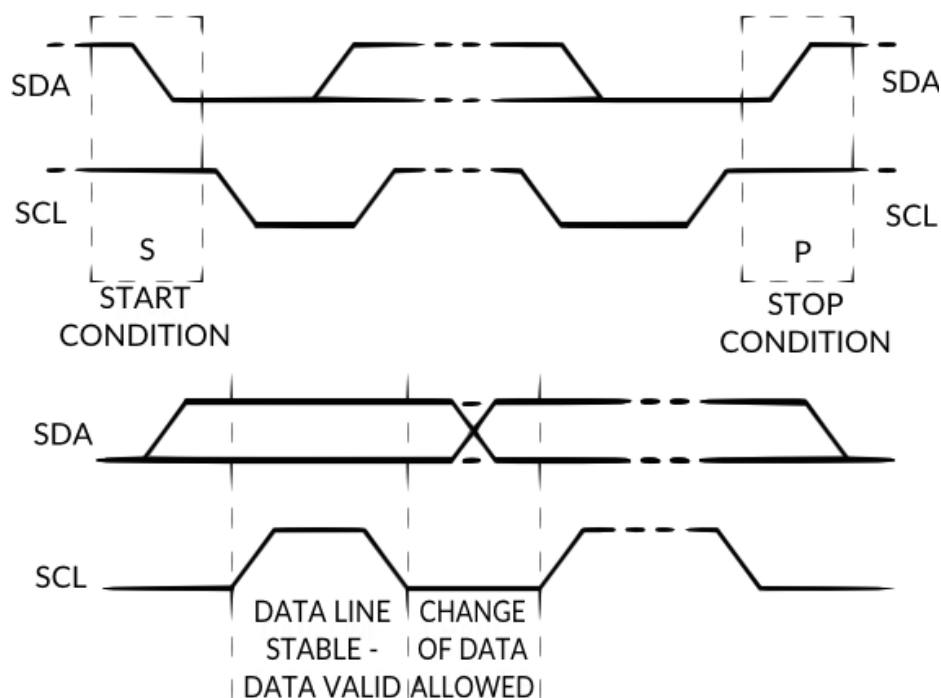 SDA
SDA
SCL
SCL
S
P
START
CONDITION
STOP
CONDITION
SDA
SCL
DATA LINE
STABLE -
DATA VALID
CHANGE
OF DATA
ALLOWED